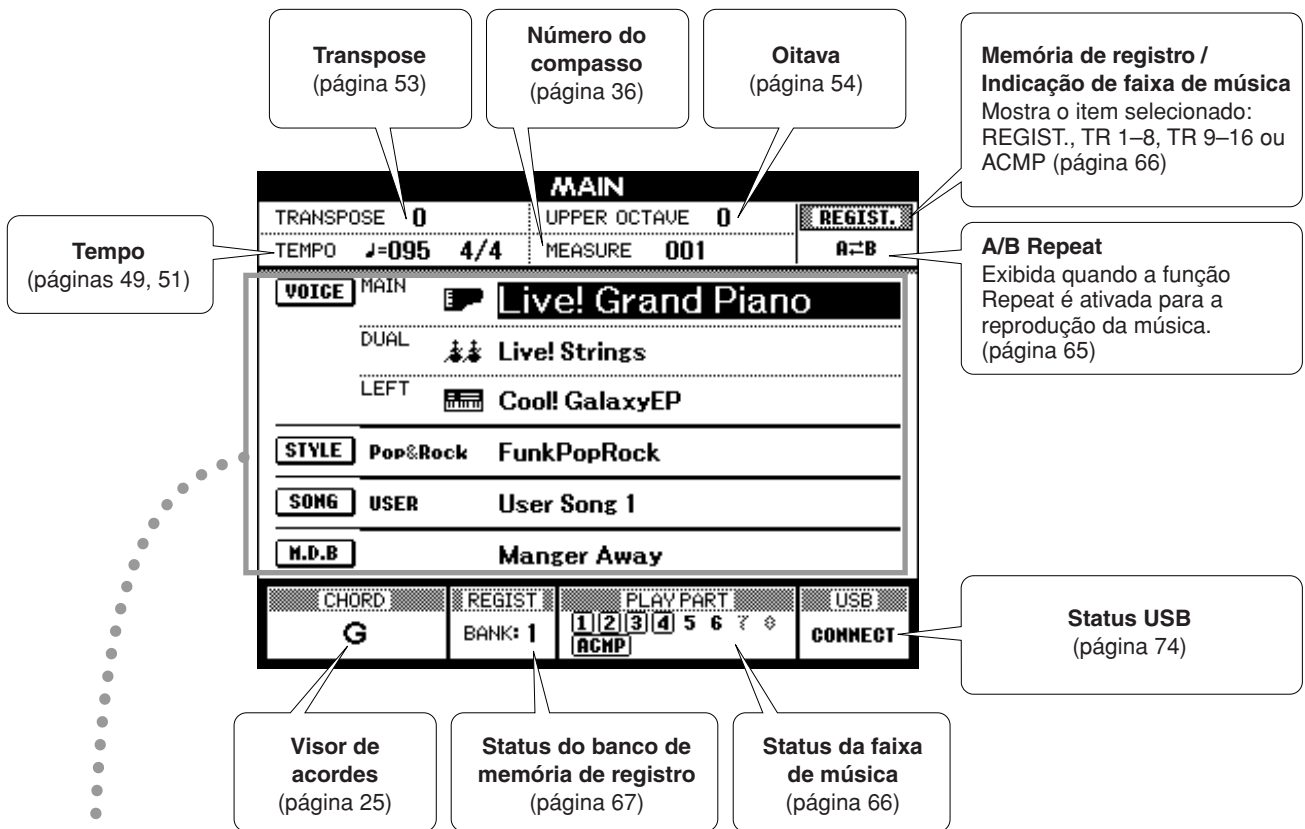 Transpose
(página 53)
Número do
compasso
(página 36)
Oitava
(página 54)
Memória de registro /
Indicação de faixa de música
Mostra o item selecionado:
REGIST., TR 1–8, TR 9–16 ou
ACMP (página 66)
Tempo
(páginas 49, 51)
A/B Repeat
Exibida quando a função
Repeat é ativada para a
reprodução da música.
(página 65)
MAIN
TRANSPOSE 0 UPPER OCTAVE 0 REGIST.
TEMPO ♩=095 4/4 MEASURE 001 A⇄B
VOICE MAIN Live! Grand Piano
DUAL Live! Strings
LEFT Cool! GalaxyEP
STYLE Pop&Rock FunkPopRock
SONG USER User Song 1
M.D.B Manger Away
CHORD REGIST PLAY PART USB
G BANK: 1 1 2 3 4 5 6 7 8 CONNECT
ACMP
Status USB
(página 74)
Visor de
acordes
(página 25)
Status do banco de
memória de registro
(página 67)
Status da faixa
de música
(página 66)